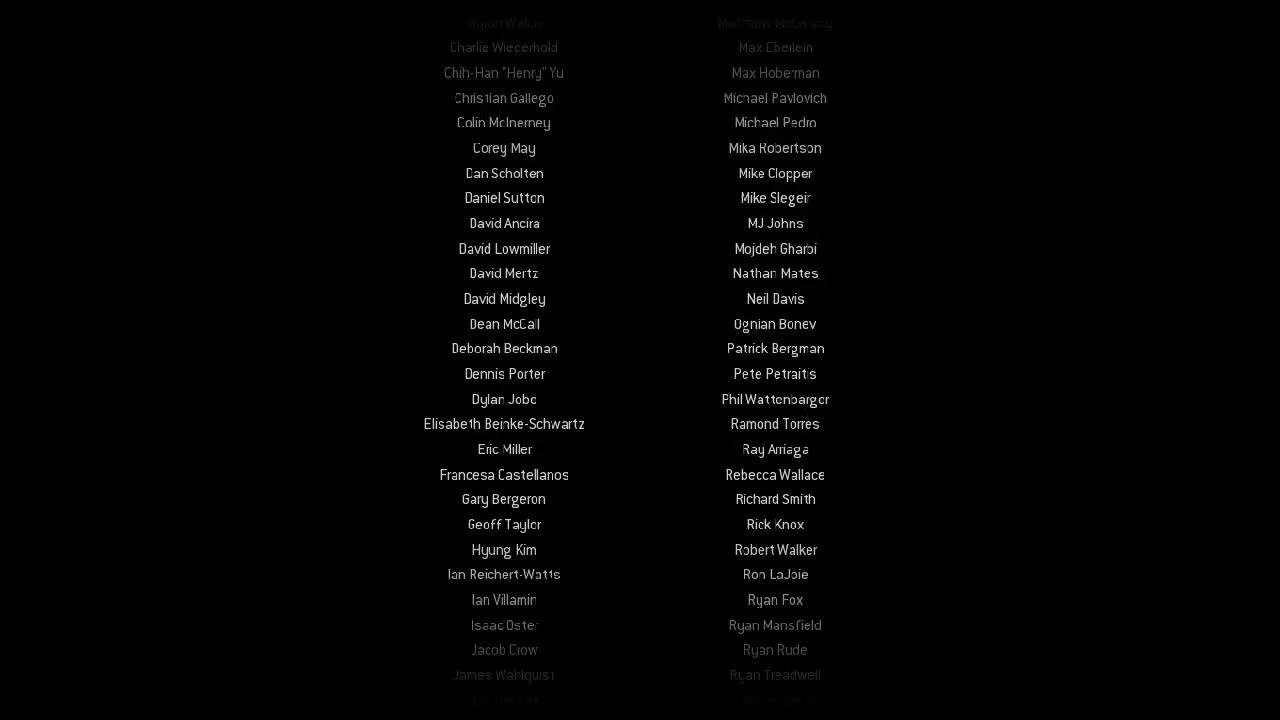 Charlie Wiederhold
Chih-Han "Henry" Yu
Christian Gallego
Colin McInerney
Corey May
Dan Scholten
Daniel Sutton
David Ancira
David Lowmiller
David Mertz
David Midgley
Dean McCall
Deborah Beckman
Dennis Porter
Dylan Jobe
Elisabeth Beinke-Schwartz
Eric Miller
Francesa Castellanos
Gary Bergeron
Geoff Taylor
Hyung Kim
Ian Reichert-Watts
Ian Villamin
Isaac Oster
Jacob Crow
James Wahlquist
Max Eberlein
Max Hoberman
Michael Pavlovich
Michael Pedro
Mika Robertson
Mike Clopper
Mike Slegeir
MJ Johns
Mojdeh Gharbi
Nathan Mates
Neil Davis
Ognian Bonev
Patrick Bergman
Pete Petraitis
Phil Wattenbarger
Ramond Torres
Ray Arriaga
Rebecca Wallace
Richard Smith
Rick Knox
Robert Walker
Ron LaJoie
Ryan Fox
Ryan Mansfield
Ryan Rude
Ryan Treadwell